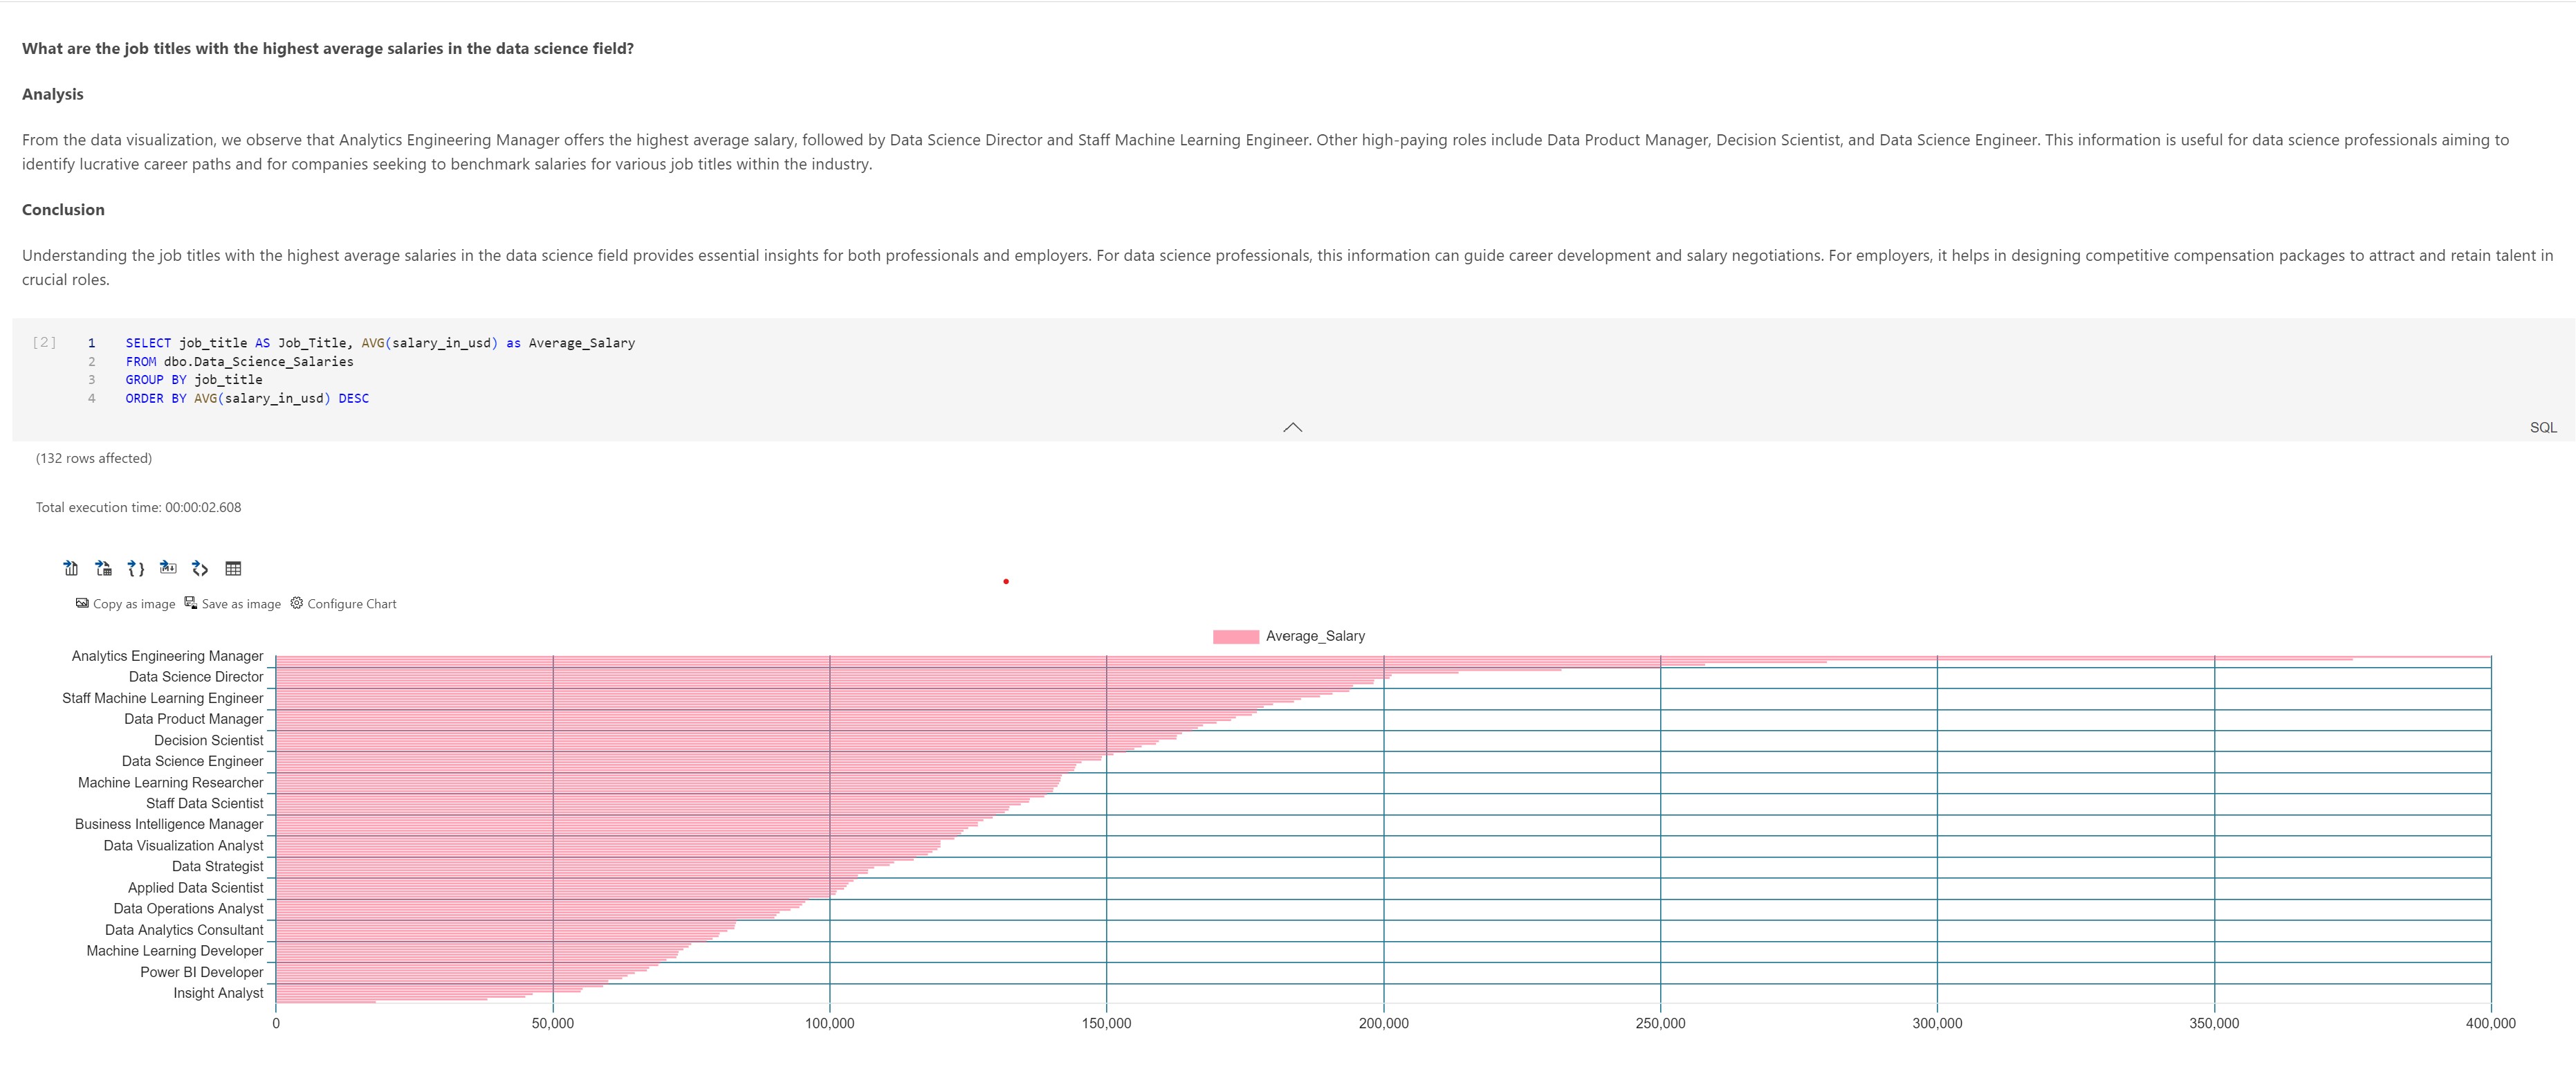 What are the job titles with the highest average salaries in the data science field?
Analysis
From the data visualization, we observe that Analytics Engineering Manager offers the highest average salary, followed by Data Science Director and Staff Machine Learning Engineer. Other high-paying roles include Data Product Manager, Decision Scientist, and Data Science Engineer. This information is useful for data science professionals aiming to
identify lucrative career paths and for companies seeking to benchmark salaries for various job titles within the industry.
Conclusion
Understanding the job titles with the highest average salaries in the data science field provides essential insights for both professionals and employers. For data science professionals, this information can guide career development and salary negotiations. For employers, it helps in designing competitive compensation packages to attract and retain talent in
crucial roles.
[2] 1 SELECT job_title AS Job_Title, AVG(salary_in_usd) as Average_Salary
2 FROM dbo.Data_Science_Salaries
3 GROUP BY job_title
4 ORDER BY AVG(salary_in_usd) DESC
SQL
(132 rows affected)
Total execution time: 00:00:02.608
Copy as image Save as image Configure Chart
Average_Salary
Analytics Engineering Manager
Data Science Director
Staff Machine Learning Engineer
Data Product Manager
Decision Scientist
Data Science Engineer
Machine Learning Researcher
Staff Data Scientist
Business Intelligence Manager
Data Visualization Analyst
Data Strategist
Applied Data Scientist
Data Operations Analyst
Data Analytics Consultant
Machine Learning Developer
Power BI Developer
Insight Analyst
0 50,000 100,000 150,000 200,000 250,000 300,000 350,000 400,000